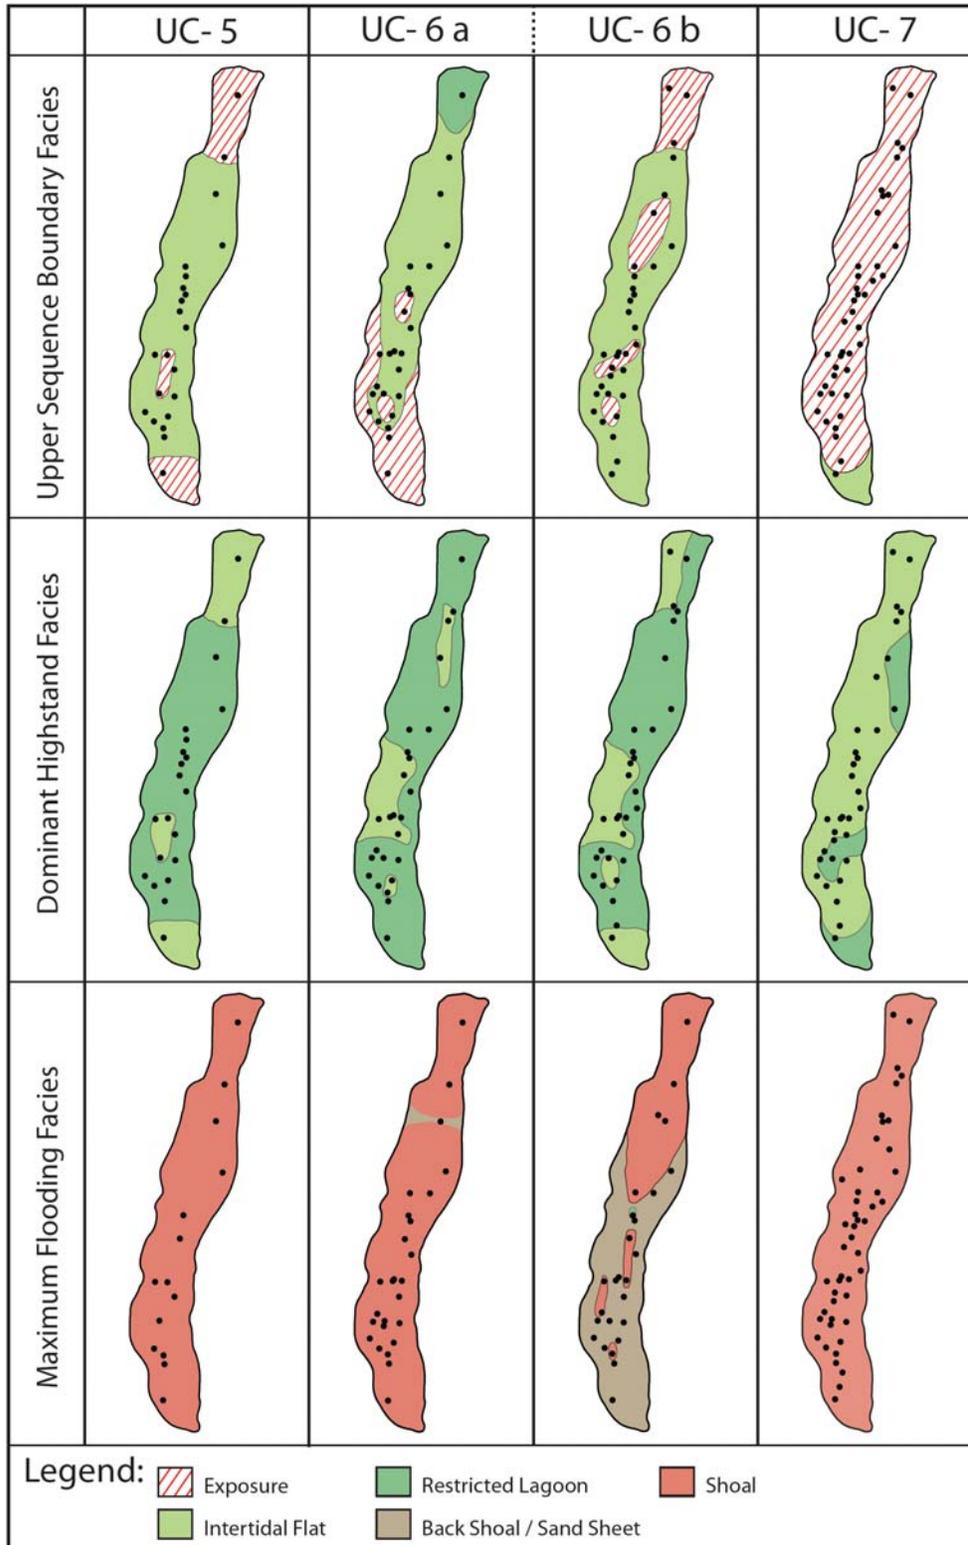 UC- 5 UC- 6 a UC- 6 b UC- 7
Upper Sequence Boundary Facies
Dominant Highstand Facies
Maximum Flooding Facies
Legend:
Exposure Restricted Lagoon Shoal
Intertidal Flat Back Shoal / Sand Sheet